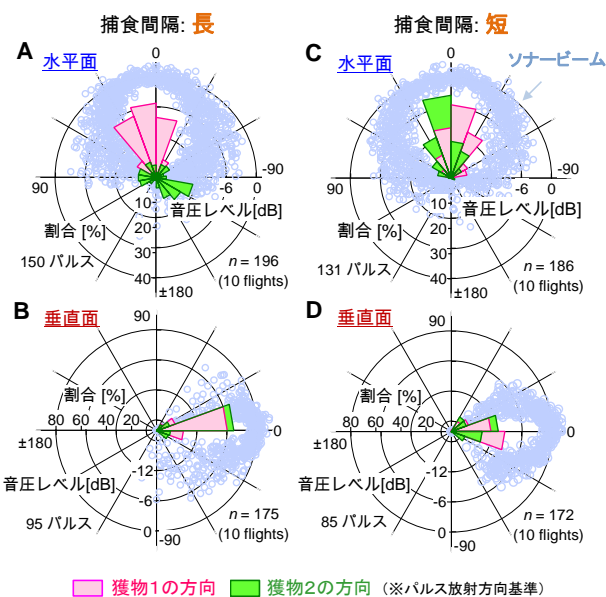 捕食間隔: 長
A 水平面
0
90
-90
-6 0
音圧レベル[dB]
割合 [%]
10
20
30
40
150 パルス
n = 196
(10 flights)
±180
捕食間隔: 短
C 水平面
ソナービーム
0
90
-90
-6 0
音圧レベル[dB]
割合 [%]
10
20
30
40
131 パルス
n = 186
(10 flights)
±180
B 垂直面
90
割合 [%]
80 60 40 20
±180
0
-12
-6
0
音圧レベル[dB]
95 パルス
n = 175
(10 flights)
-90
D 垂直面
90
割合 [%]
80 60 40 20
±180
0
-12
-6
0
音圧レベル[dB]
85 パルス
n = 172
(10 flights)
-90
獲物1の方向 獲物2の方向 (※パルス放射方向基準)